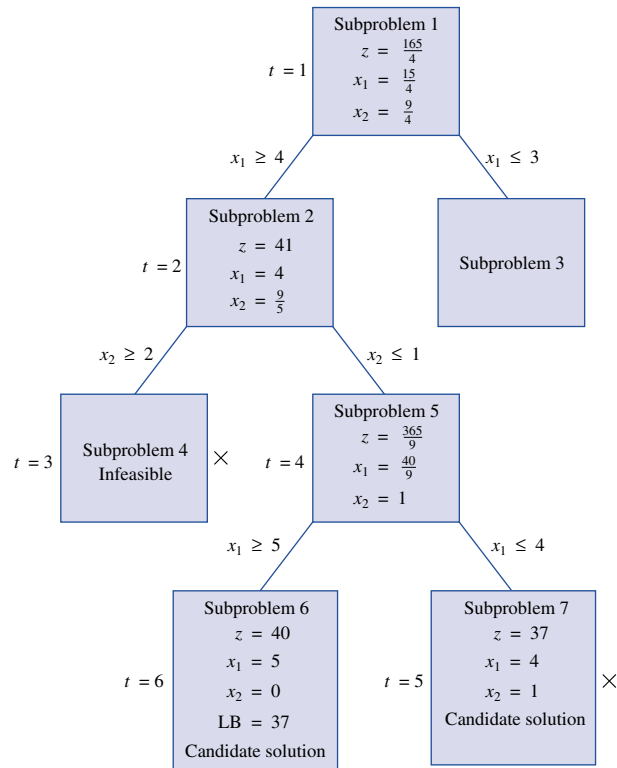 Subproblem 1
z = 165/4
t = 1
x₁ = 15/4
x₂ = 9/4
x₁ ≥ 4
x₁ ≤ 3
Subproblem 2
z = 41
t = 2
x₁ = 4
x₂ = 9/5
Subproblem 3
x₂ ≥ 2
x₂ ≤ 1
Subproblem 4
Infeasible
t = 3
×
Subproblem 5
z = 365/9
t = 4
x₁ = 40/9
x₂ = 1
x₁ ≥ 5
x₁ ≤ 4
Subproblem 6
z = 40
x₁ = 5
t = 6
x₂ = 0
LB = 37
Candidate solution
Subproblem 7
z = 37
x₁ = 4
t = 5
x₂ = 1
×
Candidate solution